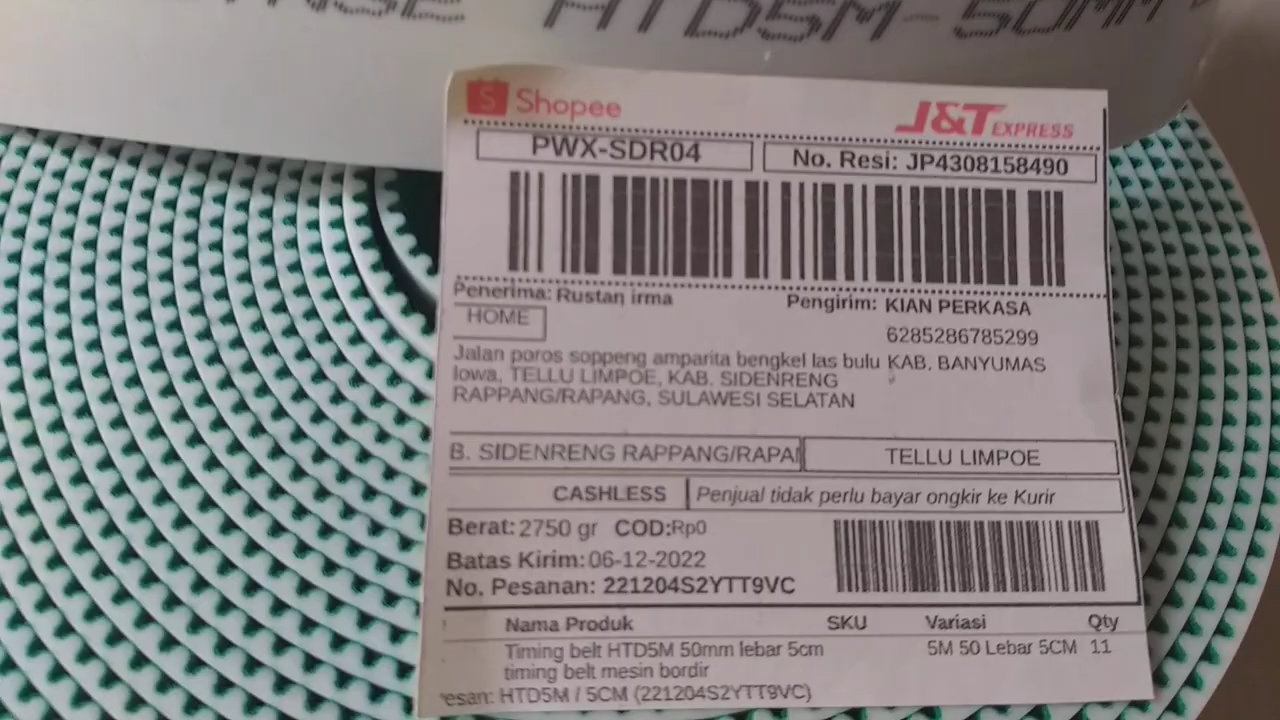 HTD5M-50MM
Shopee
J&T EXPRESS
PWX-SDR04
No. Resi: JP4308158490
Penerima: Rustan irma
Pengirim: KIAN PERKASA
HOME
6285286785299
Jalan poros soppeng amparita bengkel las bulu
KAB. BANYUMAS
lowa, TELLU LIMPOE, KAB. SIDENRENG
RAPPANG/RAPANG, SULAWESI SELATAN
B. SIDENRENG RAPPANG/RAPAN
TELLU LIMPOE
CASHLESS
Penjual tidak perlu bayar ongkir ke Kurir
Berat: 2750 gr COD:Rp0
Batas Kirim: 06-12-2022
No. Pesanan: 221204S2YTT9VC
Nama Produk SKU Variasi Qty
Timing belt HTD5M 50mm lebar 5cm 5M 50 Lebar 5CM 11
timing belt mesin bordir
esan: HTD5M / 5CM (221204S2YTT9VC)